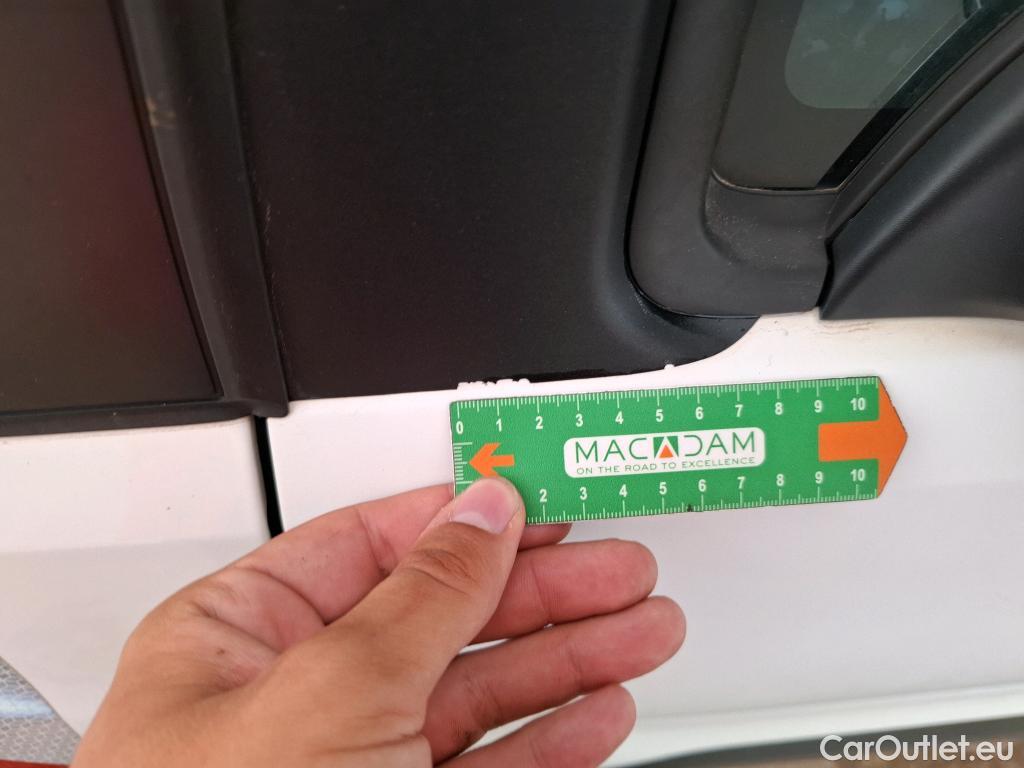 0 1 2 3 4 5 6 7 8 9 10
MACADAM
ON THE ROAD TO EXCELLENCE
2 3 4 5 6 7 8 9 10
CarOutlet.eu